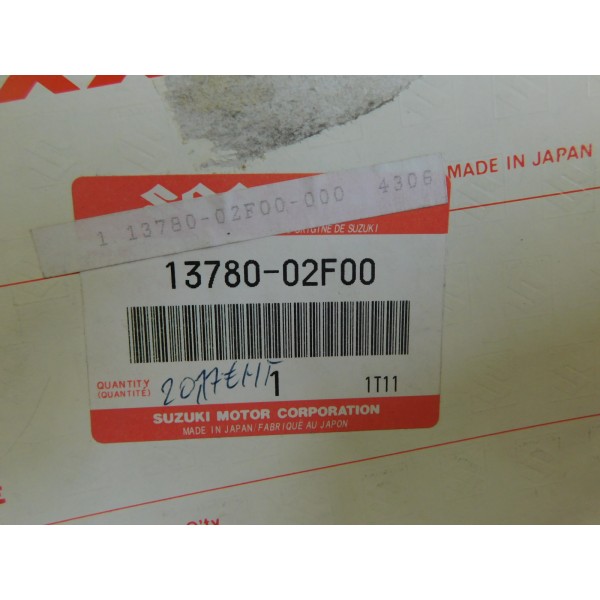 MADE IN JAPAN
1 13780-02F00-000 4306
ORIGINE DE SUZUKI
13780-02F00
QUANTITY
(QUANTITÉ)
1
1T11
SUZUKI MOTOR CORPORATION
MADE IN JAPAN/FABRIQUÉ AU JAPON